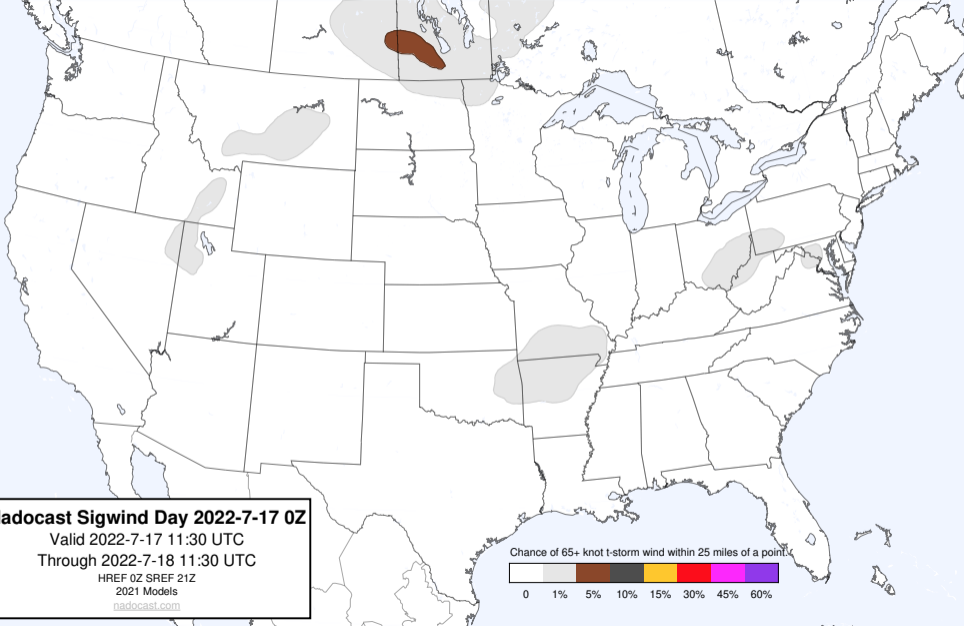 adocast Sigwind Day 2022-7-17 0Z
Valid 2022-7-17 11:30 UTC
Through 2022-7-18 11:30 UTC
HREF 0Z SREF 21Z
2021 Models
nadocast.com
Chance of 65+ knot t-storm wind within 25 miles of a point.
0 1% 5% 10% 15% 30% 45% 60%